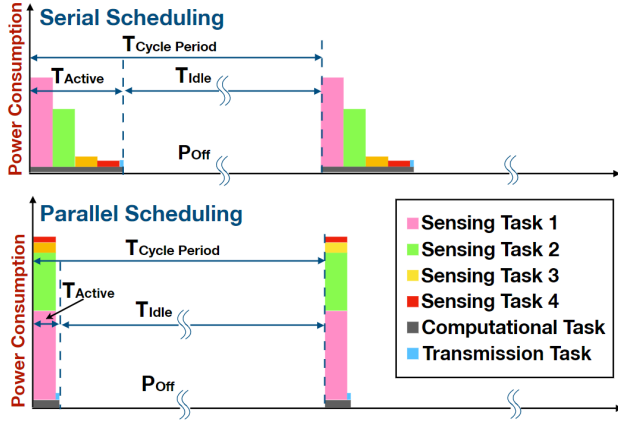 Serial Scheduling
Power Consumption
TCycle Period
TActive
TIdle
POff
Parallel Scheduling
Power Consumption
TCycle Period
TActive
TIdle
POff
Sensing Task 1
Sensing Task 2
Sensing Task 3
Sensing Task 4
Computational Task
Transmission Task